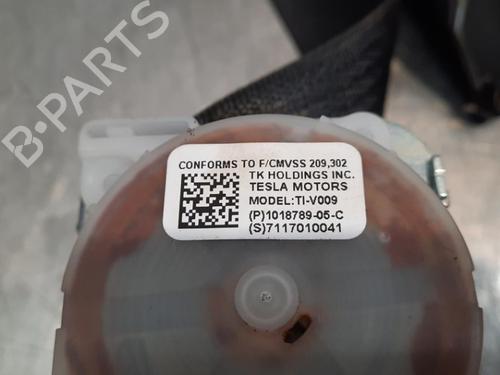 CONFORMS TO F/CMVSS 209,302
TK HOLDINGS INC.
TESLA MOTORS
MODEL:TI-V009
(P)1018789-05-C
(S)7117010041
B-PARTS